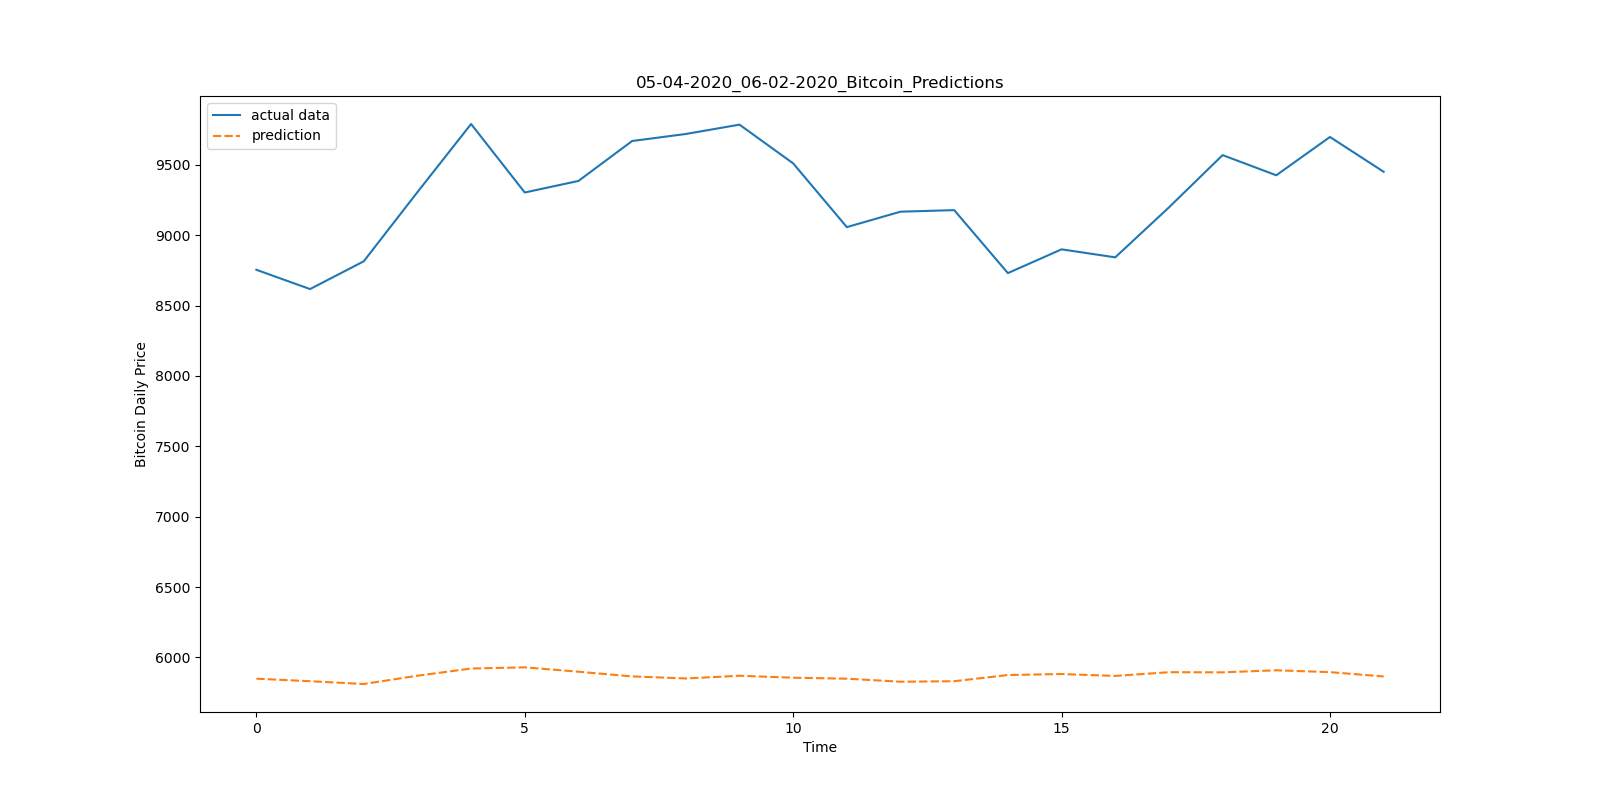 05-04-2020_06-02-2020_Bitcoin_Predictions
actual data
prediction
9500
9000
8500
8000
7500
7000
6500
6000
Bitcoin Daily Price
0 5 10 15 20
Time